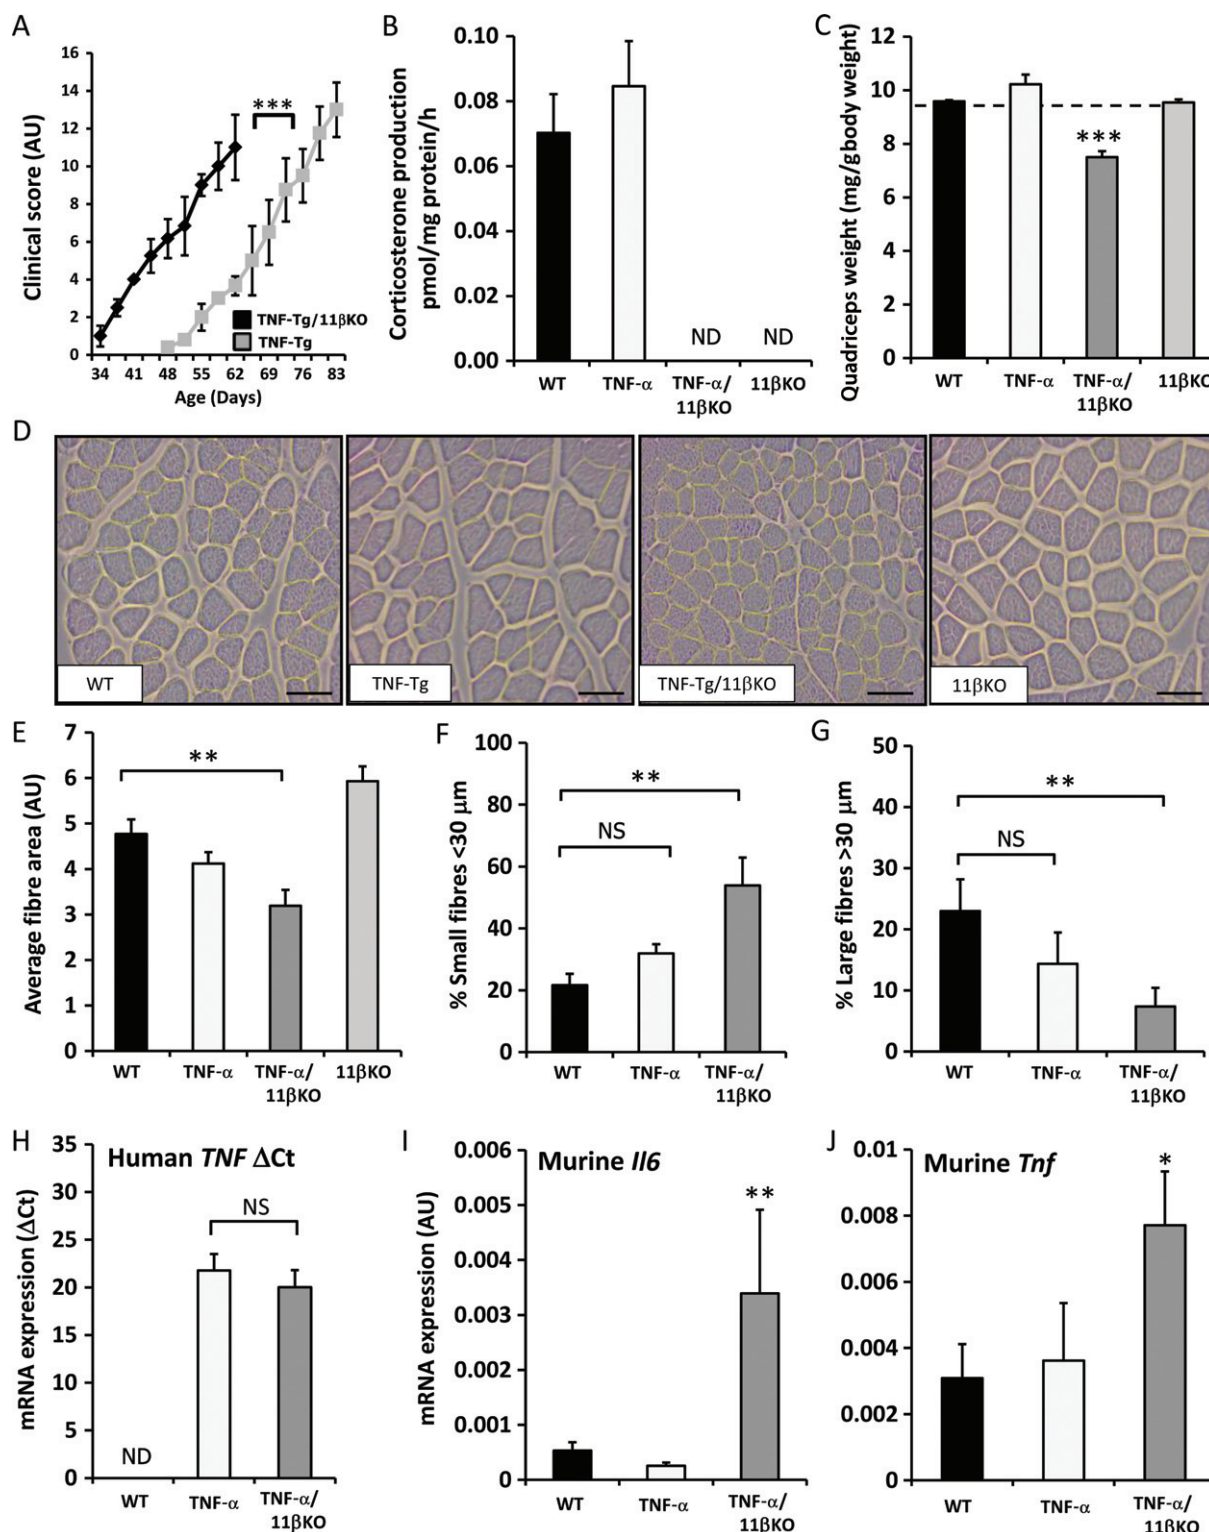 A
Clinical score (AU)
16
14
12
10
8
6
4
2
0
***
TNF-Tg/11βKO
TNF-Tg
34 41 48 55 62 69 76 83
Age (Days)
B
Corticosterone production
pmol/mg protein/h
0.10
0.08
0.06
0.04
0.02
0.00
ND ND
WT TNF-α TNF-α/ 11βKO
11βKO
C
Quadriceps weight (mg/gbody weight)
12
10
8
6
4
2
0
***
WT TNF-α TNF-α/ 11βKO
11βKO
D
WT
TNF-Tg
TNF-Tg/11βKO
11βKO
E
Average fibre area (AU)
7
6
5
4
3
2
1
0
**
WT TNF-α TNF-α/ 11βKO
11βKO
F
% Small fibres <30 μm
100
80
60
40
20
0
**
NS
WT TNF-α TNF-α/
11βKO
G
% Large fibres >30 μm
50
40
30
20
10
0
**
NS
WT TNF-α TNF-α/
11βKO
H
Human TNF ΔCt
mRNA expression (ΔCt)
35
30
25
20
15
10
5
0
NS
ND
WT TNF-α TNF-α/
11βKO
I
Murine Il6
mRNA expression (AU)
0.006
0.005
0.004
0.003
0.002
0.001
0
**
WT TNF-α TNF-α/
11βKO
J
Murine Tnf
0.01
0.008
0.006
0.004
0.002
0
*
WT TNF-α TNF-α/
11βKO